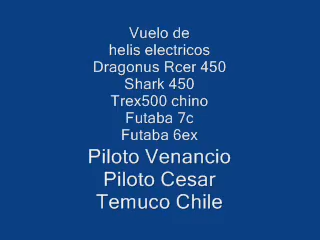 Vuelo de
helis electricos
Dragonus Rcer 450
Shark 450
Trex500 chino
Futaba 7c
Futaba 6ex
Piloto Venancio
Piloto Cesar
Temuco Chile